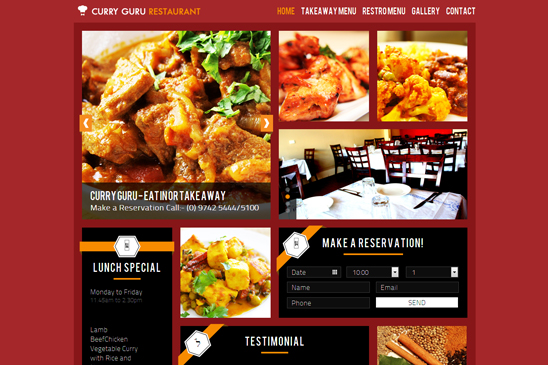 CURRY GURU RESTAURANT
HOME TAKEAWAY MENU RESTRO MENU GALLERY CONTACT
CURRY GURU - EAT IN OR TAKE AWAY
Make a Reservation Call - (0) 9742 5444/5100
LUNCH SPECIAL
Monday to Friday
11.45am to 2.30pm
Lamb
BeefChicken
Vegetable Curry
with Rice and
MAKE A RESERVATION!
Date 10:00 1
Name Email
Phone SEND
TESTIMONIAL